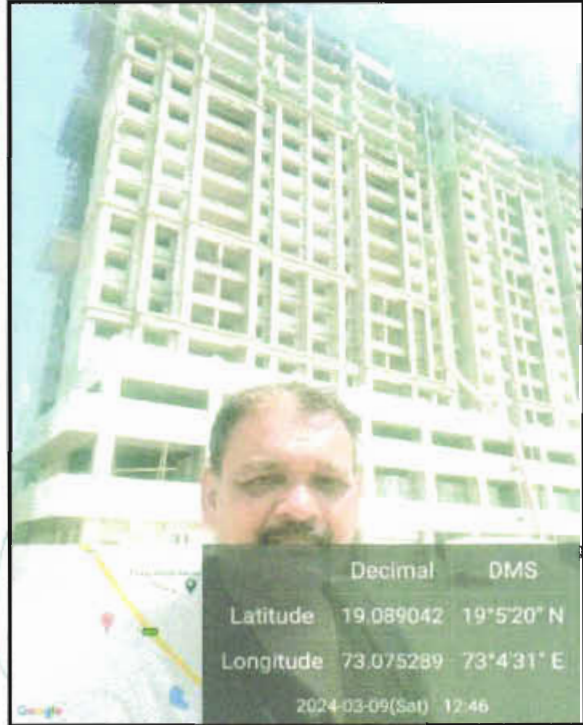 Decimal DMS
Latitude 19.089042 19°5'20" N
Longitude 73.075289 73°4'31" E
2024-03-09(Sat) 12:46
Google